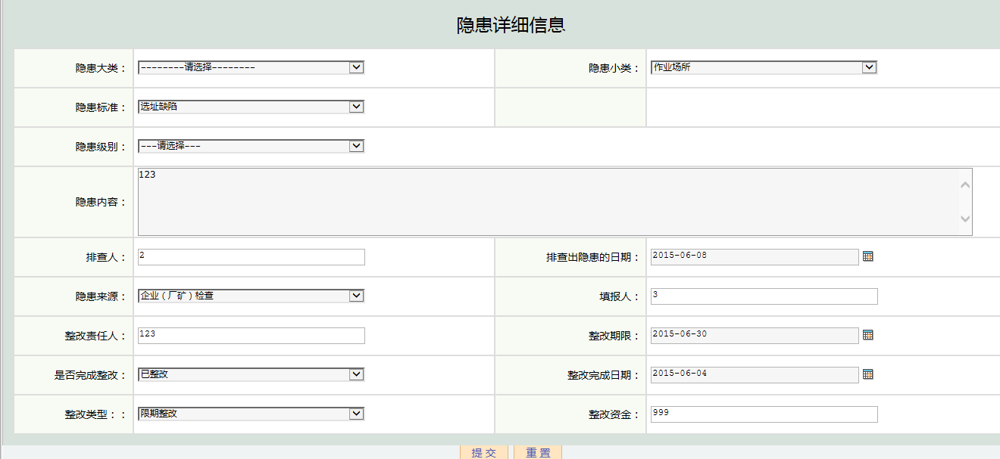 隐患详细信息
隐患大类： --------请选择-------- 隐患小类： 作业场所
隐患标准： 选址缺陷
隐患级别： ---请选择---
隐患内容： 123
排查人： 2 排查出隐患的日期： 2015-06-08
隐患来源： 企业（厂矿）检查 填报人： 3
整改责任人： 123 整改期限： 2015-06-30
是否完成整改： 已整改 整改完成日期： 2015-06-04
整改类型：： 限期整改 整改资金： 999
提 交 重 置